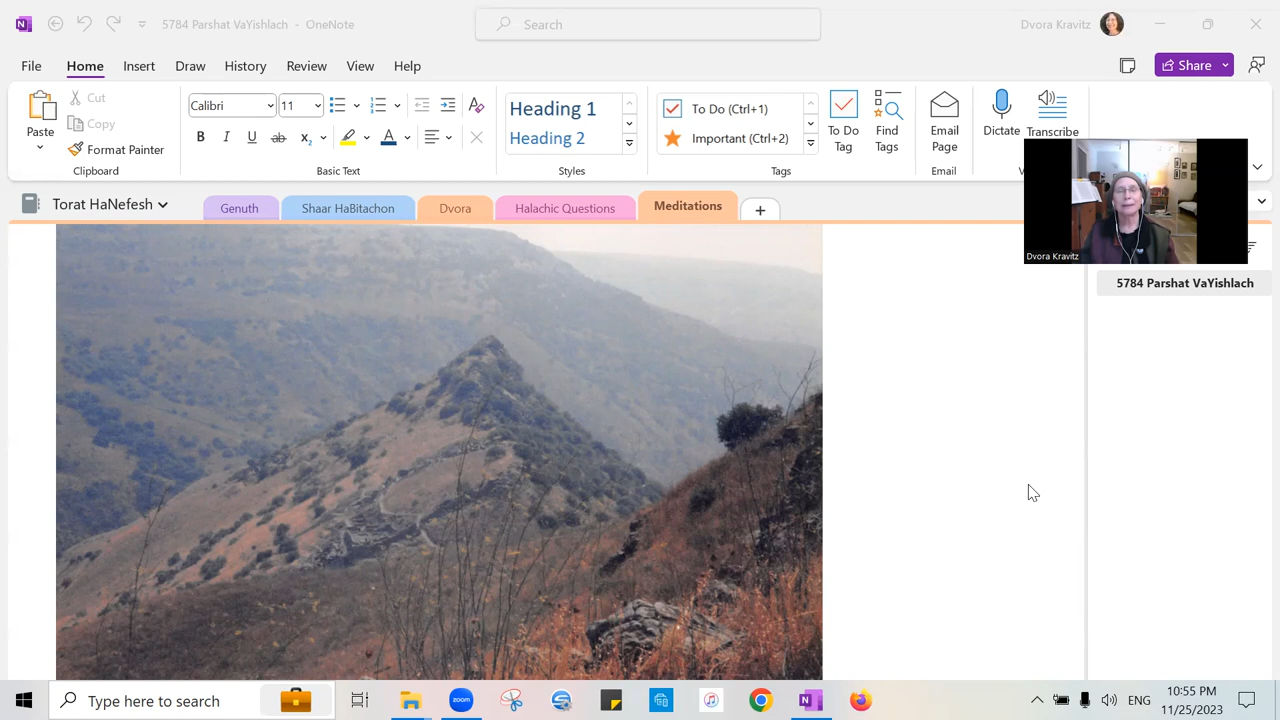 5784 Parshat VaYishlach - OneNote
Search
Dvora Kravitz
File Home Insert Draw History Review View Help
Share
Paste
Cut
Copy
Format Painter
Clipboard
Calibri 11
B I U ab x₂ A
Basic Text
Heading 1
Heading 2
Styles
To Do (Ctrl+1)
Important (Ctrl+2)
Tags
To Do Tag
Find Tags
Email Page
Email
Dictate
Transcribe
V
Dvora Kravitz
Torat HaNefesh
Genuth Shaar HaBitachon Dvora Halachic Questions Meditations +
5784 Parshat VaYishlach
Type here to search
zoom
ENG
10:55 PM
11/25/2023